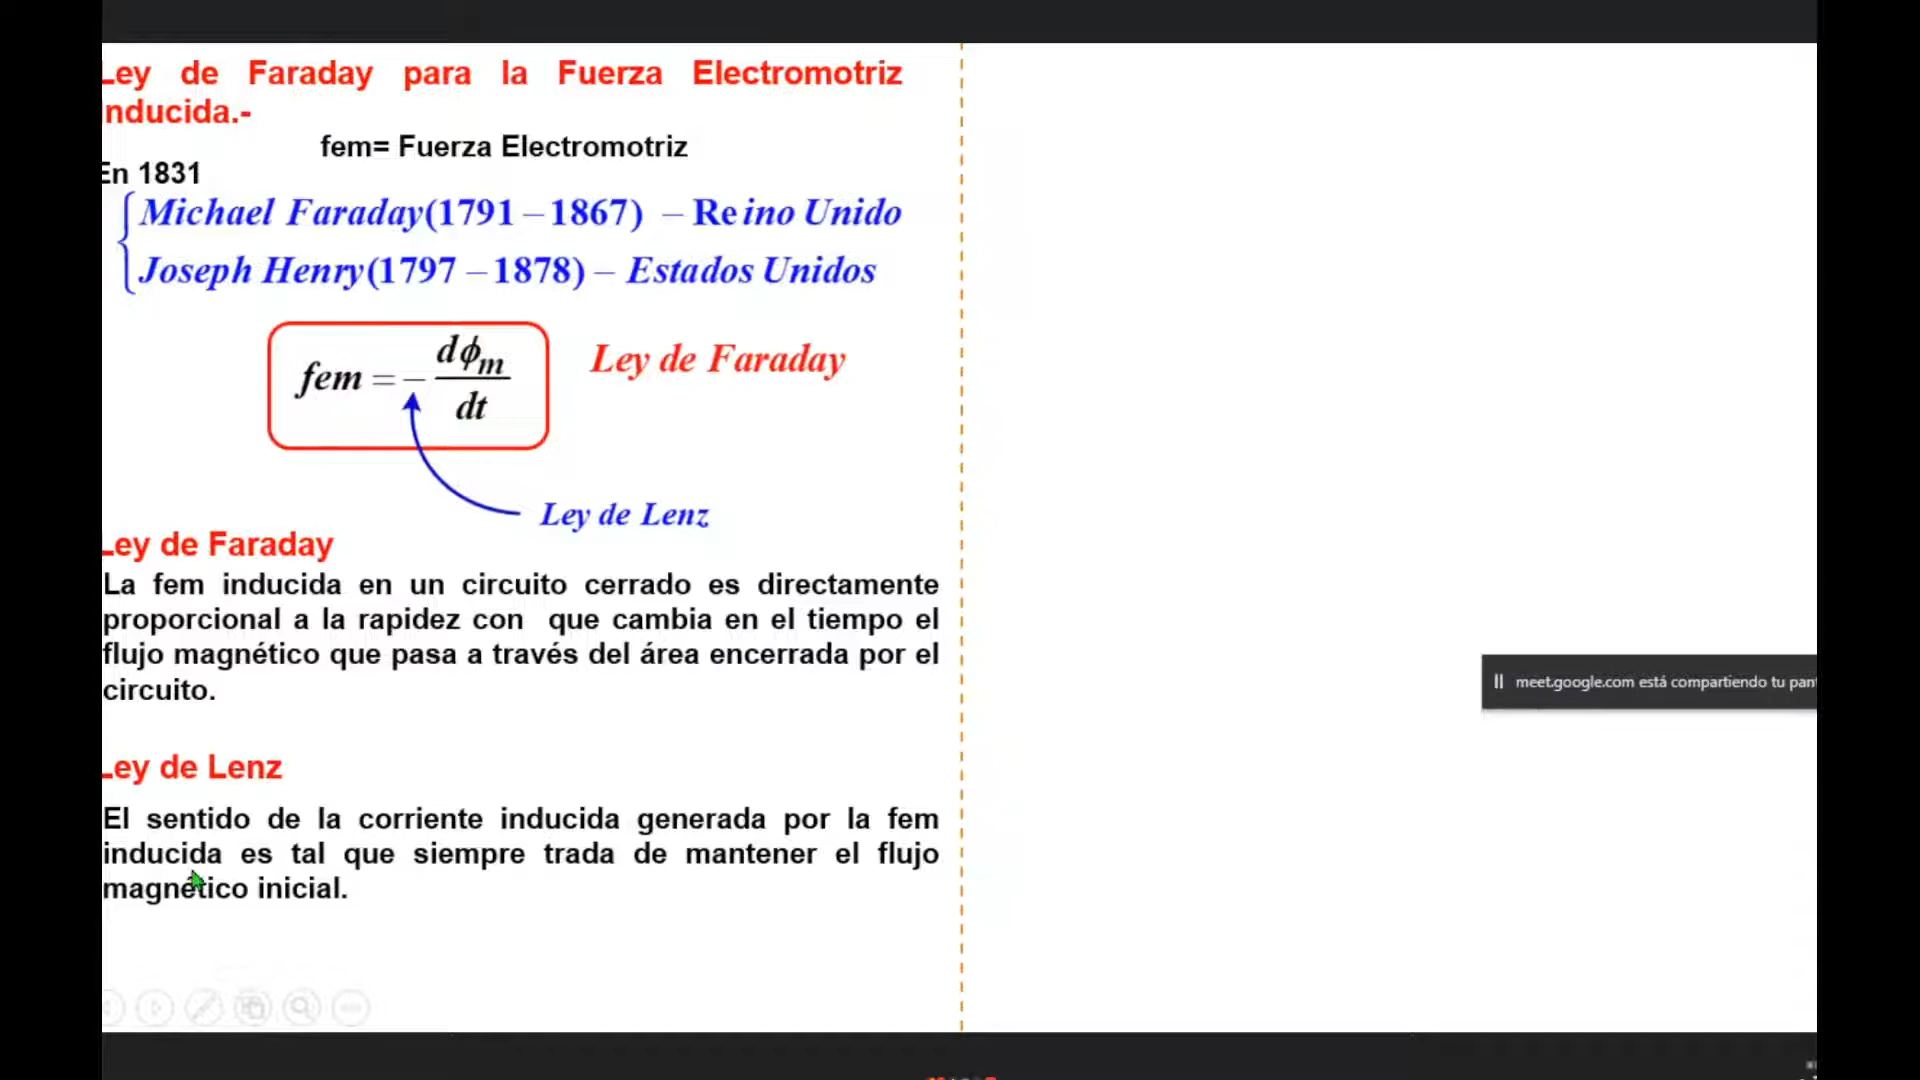 Ley de Faraday para la Fuerza Electromotriz
inducida.-
fem= Fuerza Electromotriz
En 1831
Michael Faraday(1791 – 1867) – Reino Unido
Joseph Henry(1797 – 1878) – Estados Unidos
fem = - dϕm/dt
Ley de Faraday
Ley de Lenz
Ley de Faraday
La fem inducida en un circuito cerrado es directamente
proporcional a la rapidez con que cambia en el tiempo el
flujo magnético que pasa a través del área encerrada por el
circuito.
Ley de Lenz
El sentido de la corriente inducida generada por la fem
inducida es tal que siempre trada de mantener el flujo
magnético inicial.
meet.google.com está compartiendo tu pan